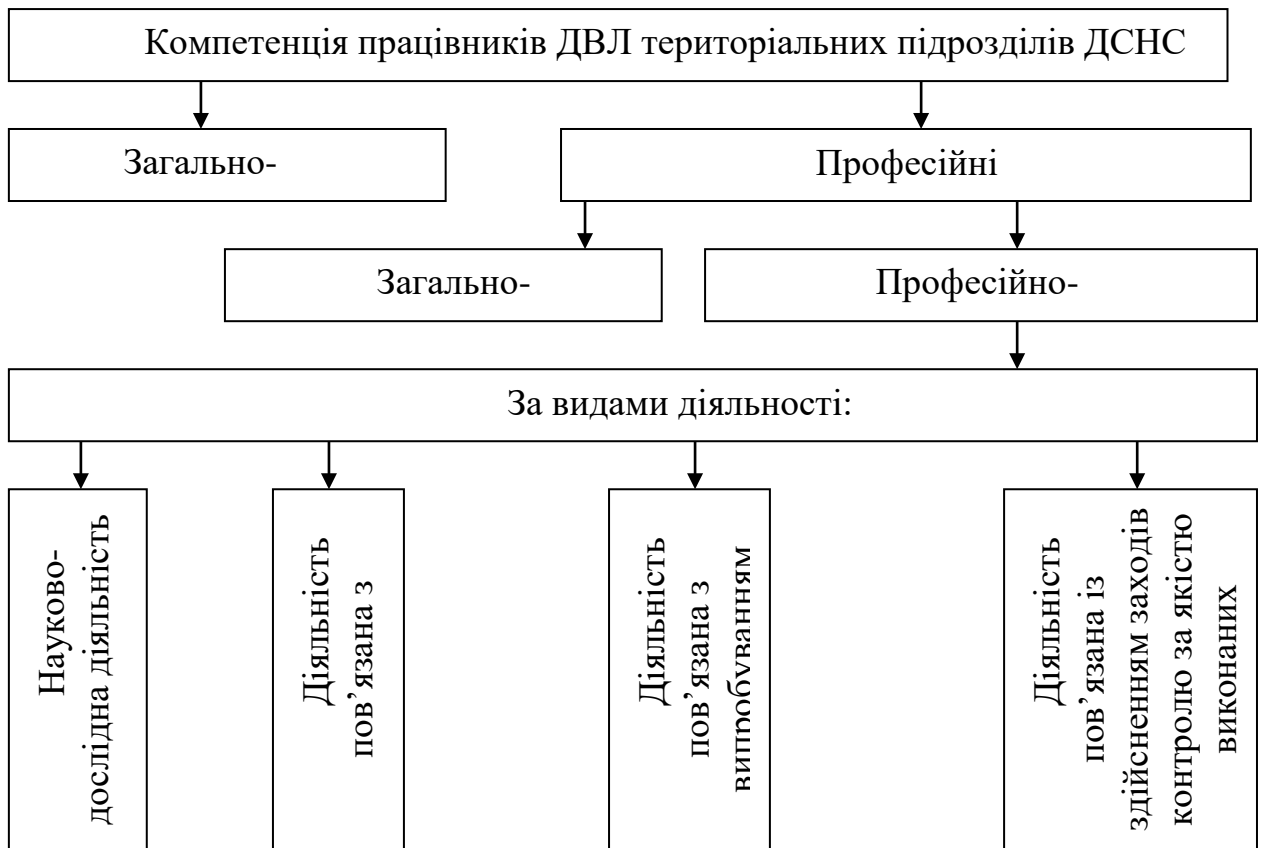 Компетенція працівників ДВЛ територіальних підрозділів ДСНС
Загально-
Професійні
Загально-
Професійно-
За видами діяльності:
Науково-
дослідна діяльність
Діяльність
пов’язана з
Діяльність
пов’язана з
випробуванням
Діяльність
пов’язана із
здійсненням заходів
контролю за якістю
виконаних